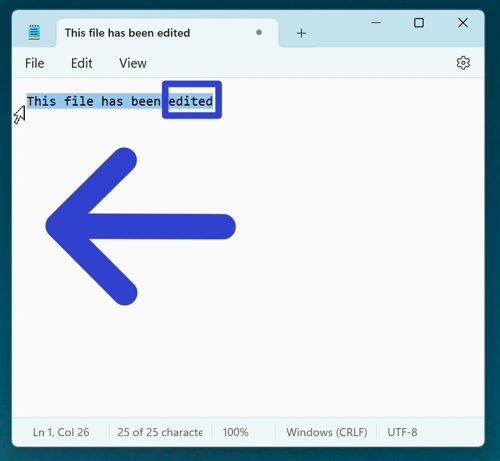 This file has been edited
File Edit View
This file has been edited
Ln 1, Col 26 25 of 25 characte 100% Windows (CRLF) UTF-8